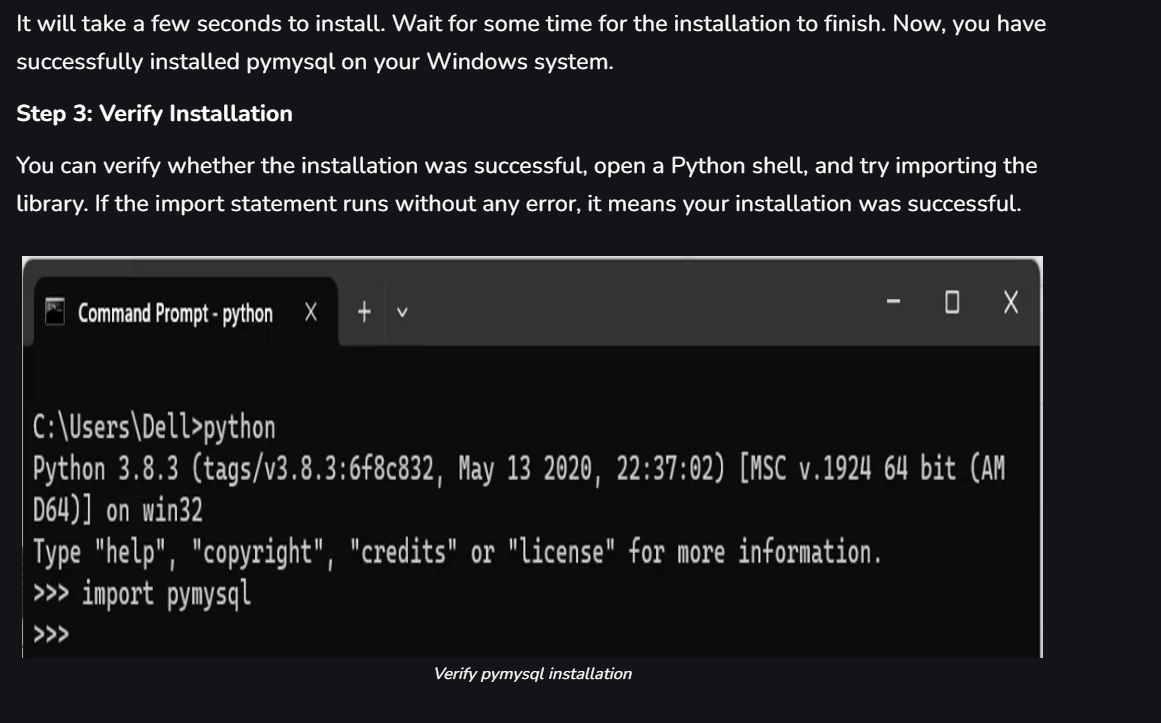 It will take a few seconds to install. Wait for some time for the installation to finish. Now, you have
successfully installed pymysql on your Windows system.
Step 3: Verify Installation
You can verify whether the installation was successful, open a Python shell, and try importing the
library. If the import statement runs without any error, it means your installation was successful.
Command Prompt - python
C:\Users\Dell>python
Python 3.8.3 (tags/v3.8.3:6f8c832, May 13 2020, 22:37:02) [MSC v.1924 64 bit (AM
D64)] on win32
Type "help", "copyright", "credits" or "license" for more information.
>>> import pymysql
>>>
Verify pymysql installation